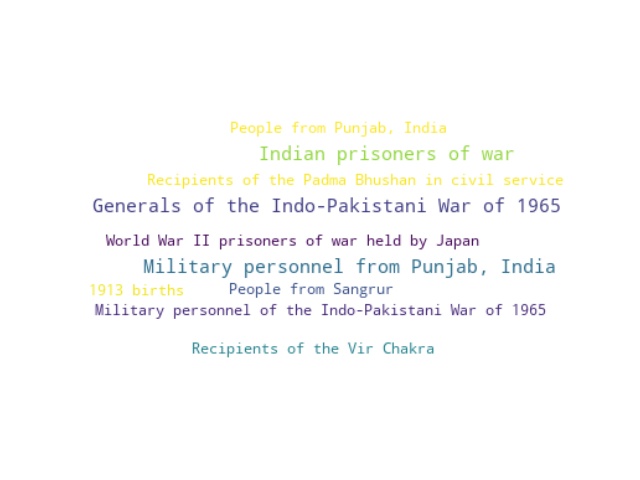 People from Punjab, India
Indian prisoners of war
Recipients of the Padma Bhushan in civil service
Generals of the Indo-Pakistani War of 1965
World War II prisoners of war held by Japan
Military personnel from Punjab, India
1913 births People from Sangrur
Military personnel of the Indo-Pakistani War of 1965
Recipients of the Vir Chakra